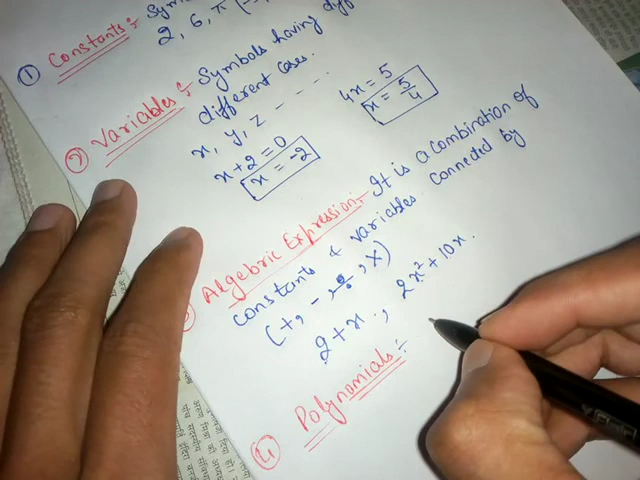 ① Constants :- Sym
2, 6, π
② Variables :- Symbols having diff
different cases.
x, y, z - - - -
x+2=0
x = -2
4x = 5
x = 5/4
Algebric Expression:- It is a combination of
constants & variables connected by
(+, -, ÷, ×)
2+x , 2x²+10x.
④ Polynomials :-